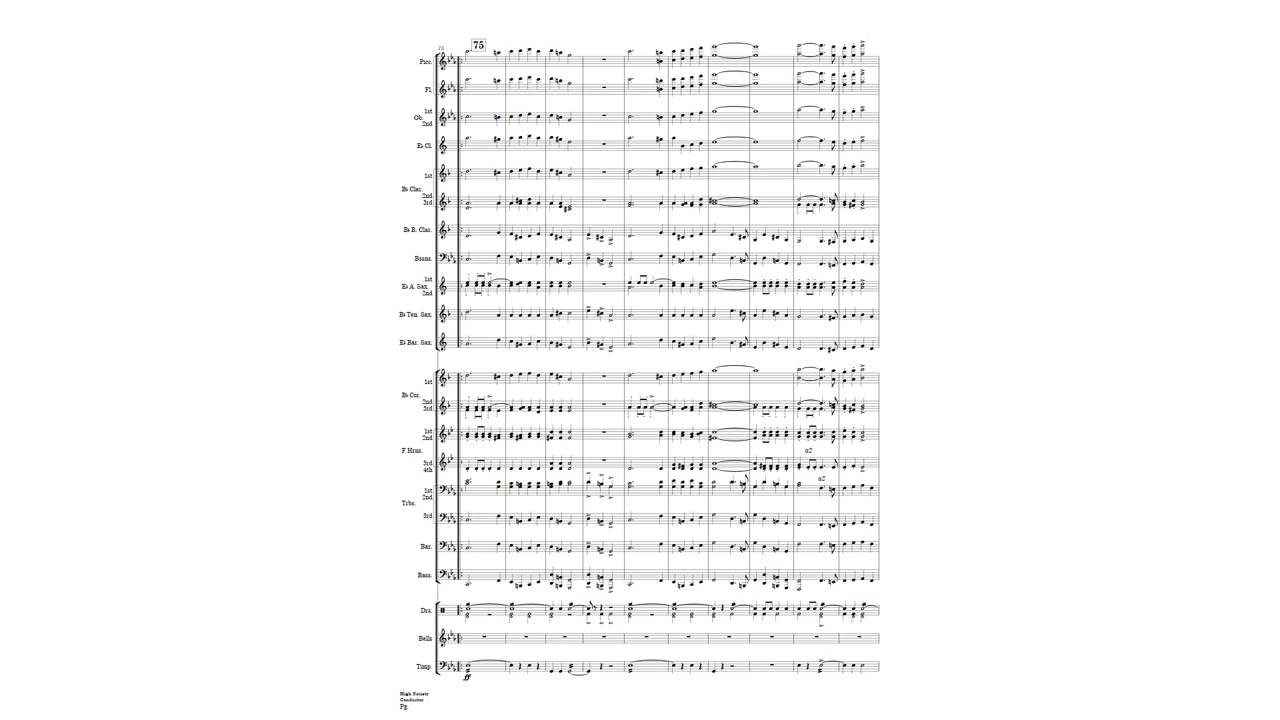 75
75
Picc.
Fl.
1st
Ob.
2nd
E♭ Cl.
1st
B♭ Clar.
2nd
3rd
B♭ B. Clar.
Bsns.
1st
E♭ A. Sax.
2nd
B♭ Ten. Sax.
E♭ Bar. Sax.
1st
B♭ Cor.
2nd
3rd
1st
2nd
F Hrns.
a2
3rd
4th
a2
1st
2nd
Trbs.
3rd
Bar.
Bass.
Drs.
Bells
Timp.
ff
High Society
Conductor
Pg.